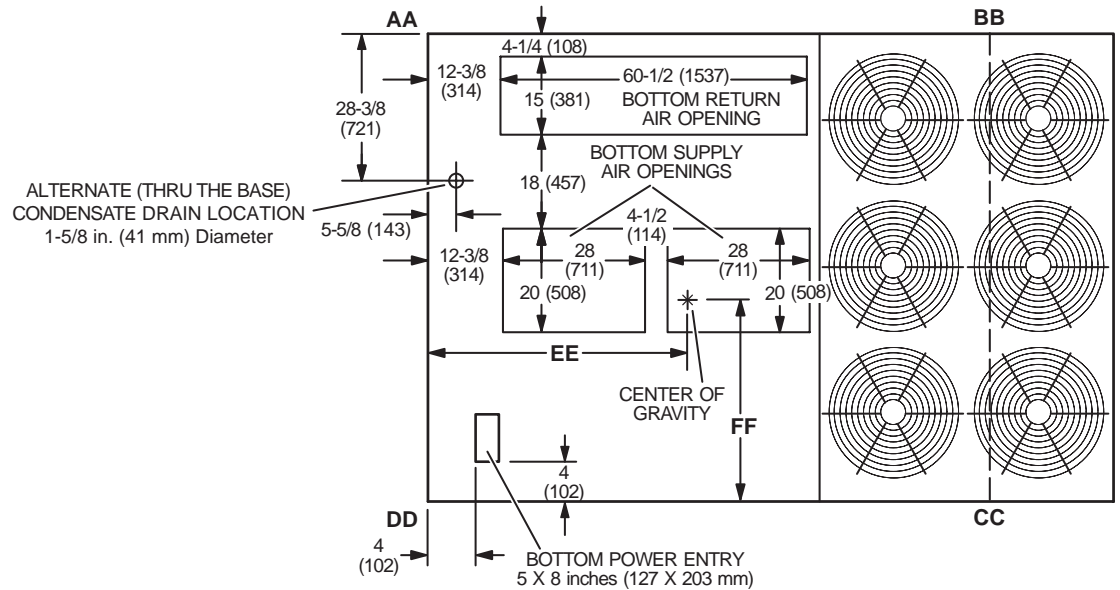 AA
BB
4-1/4 (108)
12-3/8
(314)
60-1/2 (1537)
28-3/8
(721)
15 (381)
BOTTOM RETURN
AIR OPENING
BOTTOM SUPPLY
AIR OPENINGS
18 (457)
ALTERNATE (THRU THE BASE)
CONDENSATE DRAIN LOCATION
1-5/8 in. (41 mm) Diameter
5-5/8 (143)
4-1/2
(114)
12-3/8
(314)
28
(711)
28
(711)
20 (508)
20 (508)
EE
CENTER OF
GRAVITY
FF
4
(102)
DD
CC
4
(102)
BOTTOM POWER ENTRY
5 X 8 inches (127 X 203 mm)